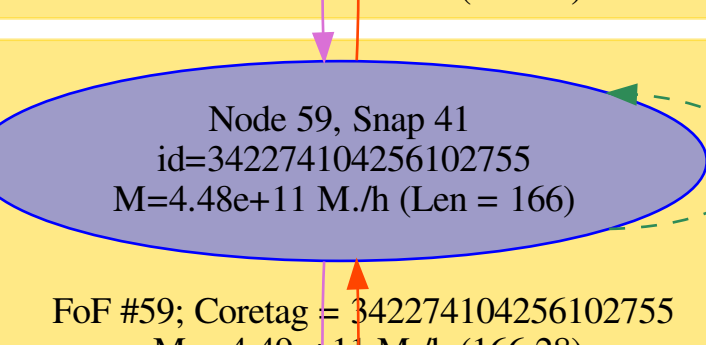 Node 59, Snap 41
id=342274104256102755
M=4.48e+11 M./h (Len = 166)
FoF #59; Coretag = 342274104256102755